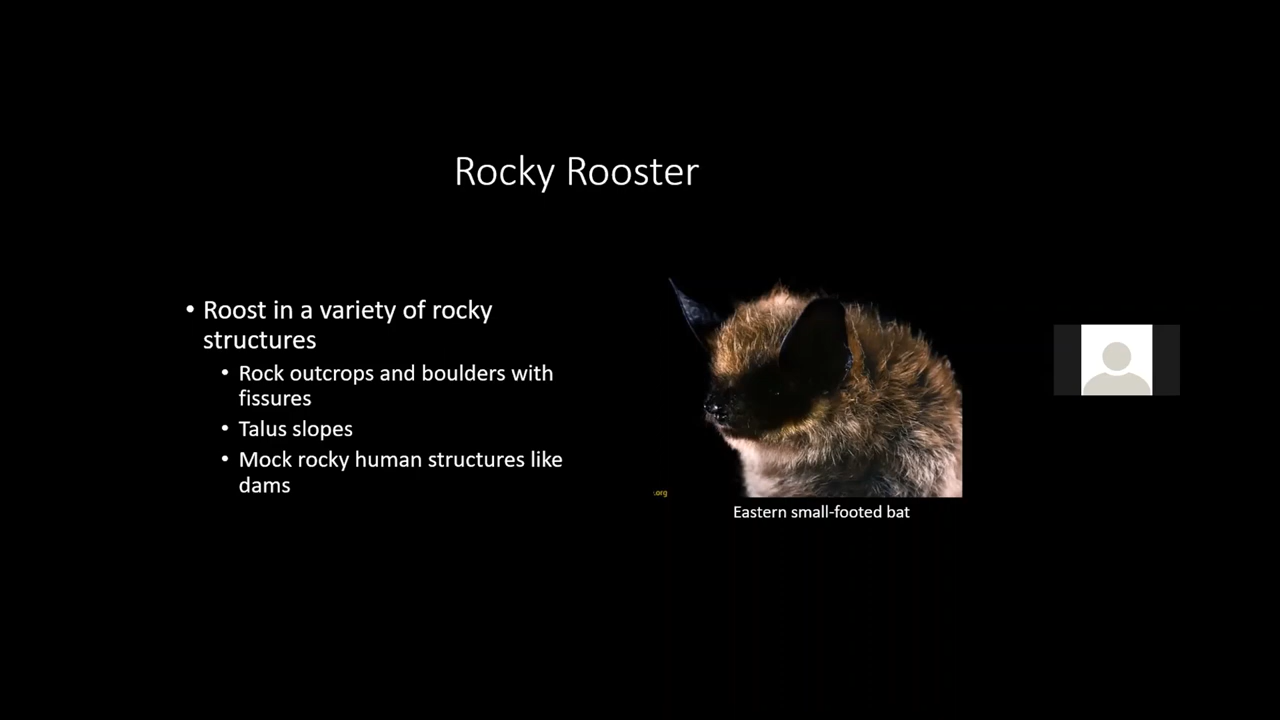 Rocky Rooster
• Roost in a variety of rocky
structures
• Rock outcrops and boulders with
fissures
• Talus slopes
• Mock rocky human structures like
dams
.org
Eastern small-footed bat